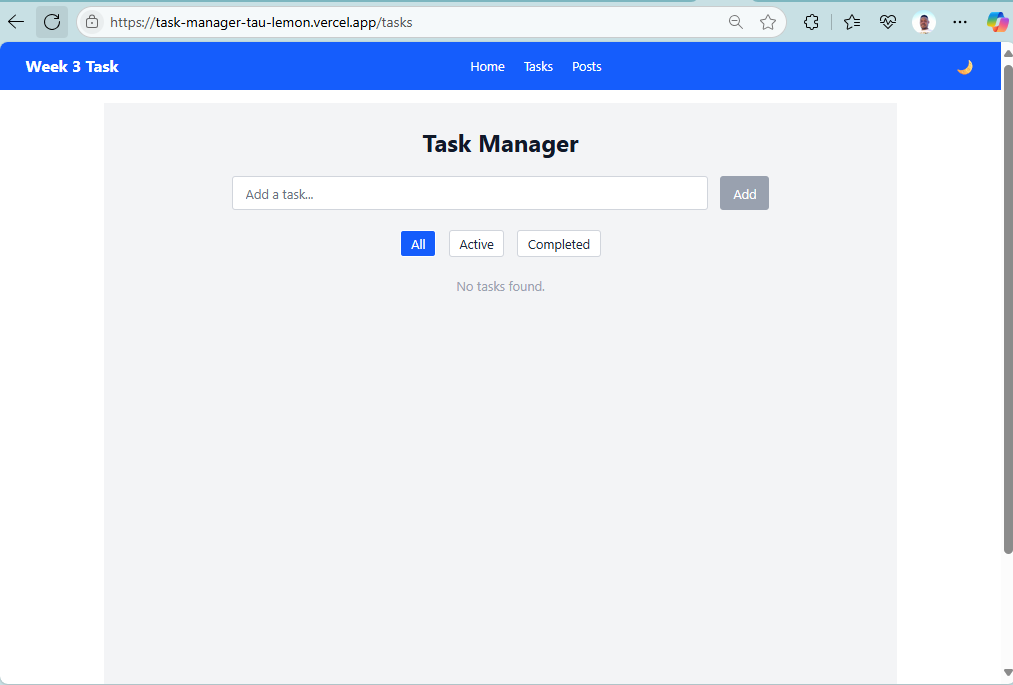 https://task-manager-tau-lemon.vercel.app/tasks
Week 3 Task
Home Tasks Posts
Task Manager
Add a task...
Add
All Active Completed
No tasks found.